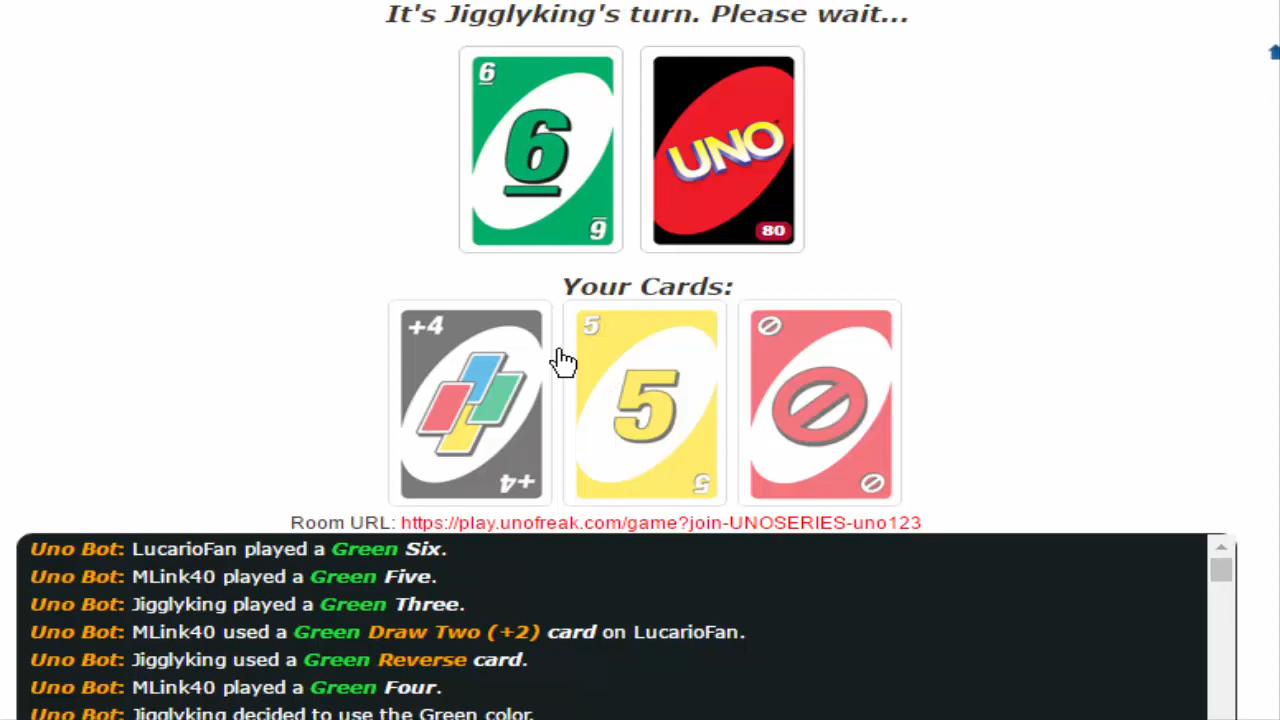 It's Jigglyking's turn. Please wait...
6
6
6
UNO
80
Your Cards:
+4
+4
5
5
5
Room URL: https://play.unofreak.com/game?join-UNOSERIES-uno123
Uno Bot: LucarioFan played a Green Six.
Uno Bot: MLink40 played a Green Five.
Uno Bot: Jigglyking played a Green Three.
Uno Bot: MLink40 used a Green Draw Two (+2) card on LucarioFan.
Uno Bot: Jigglyking used a Green Reverse card.
Uno Bot: MLink40 played a Green Four.
Uno Bot: Jigglyking decided to use the Green color.